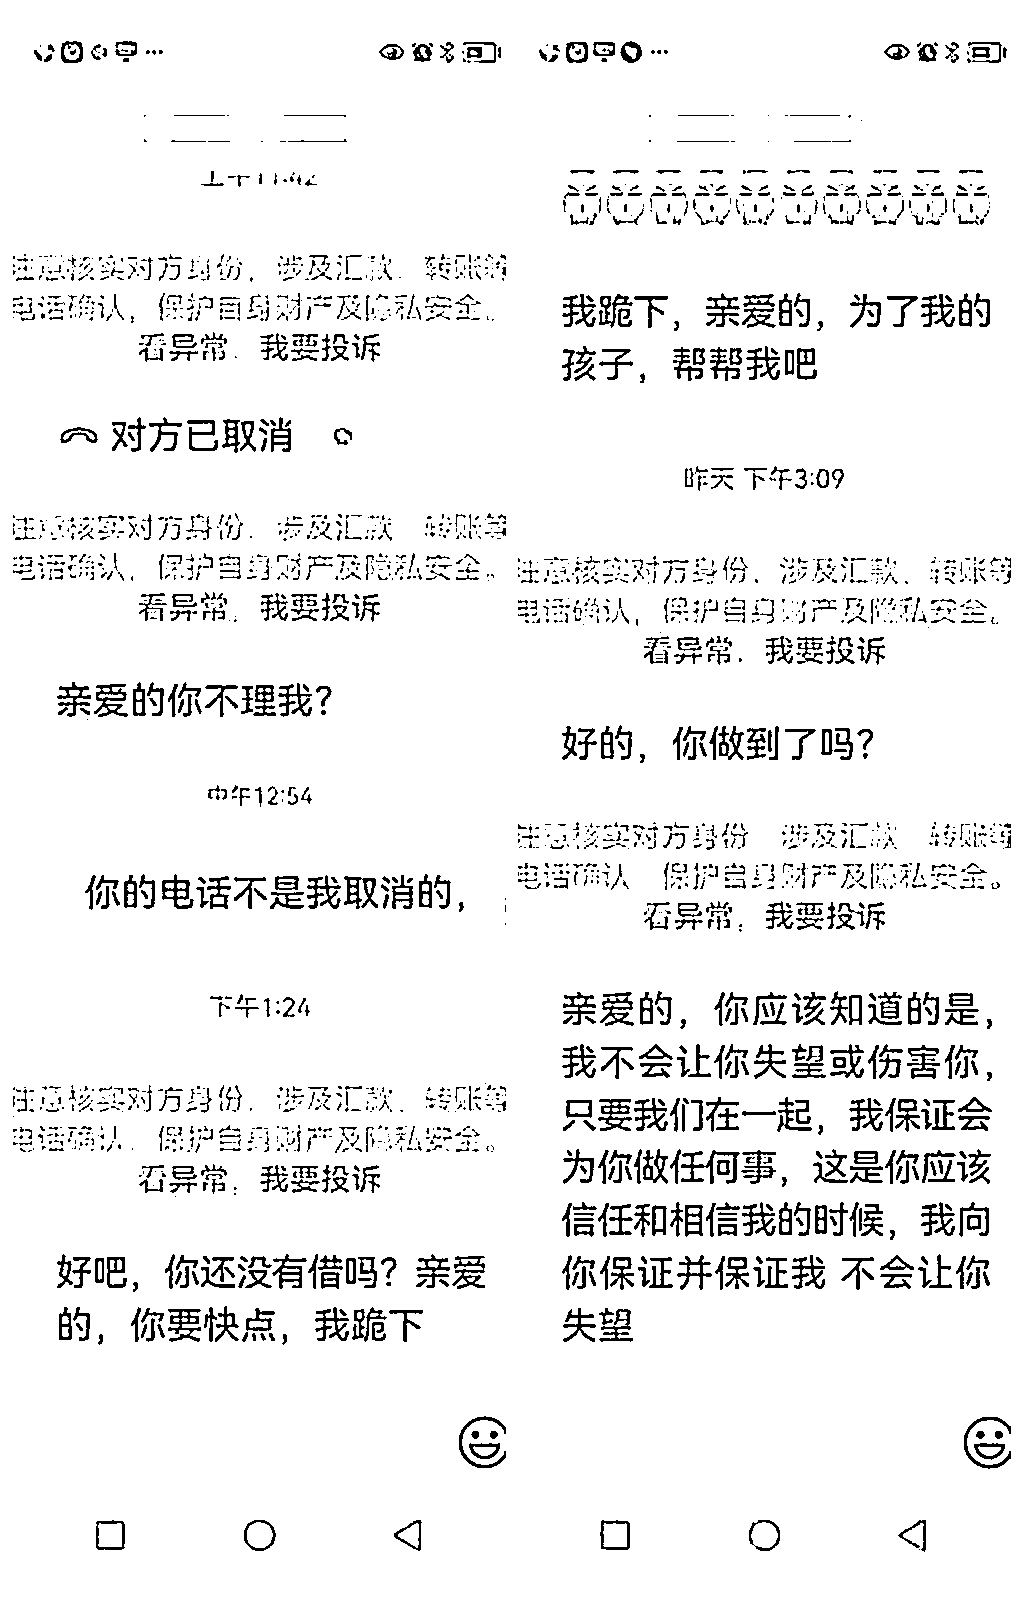 上午11:42
注意核实对方身份，涉及汇款、转账等
电话确认，保护自身财产及隐私安全。
看异常，我要投诉
对方已取消
注意核实对方身份，涉及汇款、转账等
电话确认，保护自身财产及隐私安全。
看异常，我要投诉
亲爱的你不理我？
中午12:54
你的电话不是我取消的，
下午1:24
注意核实对方身份，涉及汇款、转账等
电话确认，保护自身财产及隐私安全。
看异常，我要投诉
好吧，你还没有借吗？亲爱
的，你要快点，我跪下
我跪下，亲爱的，为了我的
孩子，帮帮我吧
昨天 下午3:09
注意核实对方身份，涉及汇款、转账等
电话确认，保护自身财产及隐私安全。
看异常，我要投诉
好的，你做到了吗？
注意核实对方身份，涉及汇款、转账等
电话确认，保护自身财产及隐私安全。
看异常，我要投诉
亲爱的，你应该知道的是，
我不会让你失望或伤害你，
只要我们在一起，我保证会
为你做任何事，这是你应该
信任和相信我的时候，我向
你保证并保证我 不会让你
失望